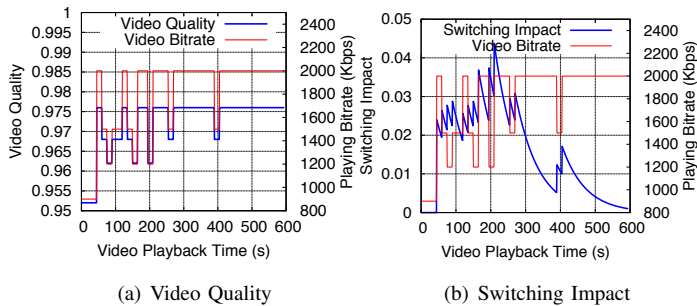 1
0.995
0.99
0.985
0.98
0.975
0.97
0.965
0.96
0.955
0.95
Video Quality
Video Quality
Video Bitrate
2400
2200
2000
1800
1600
1400
1200
1000
800
Playing Bitrate (Kbps)
0 100 200 300 400 500 600
Video Playback Time (s)
(a) Video Quality
0.05
0.04
0.03
0.02
0.01
0
Switching Impact
Switching Impact
Video Bitrate
2400
2200
2000
1800
1600
1400
1200
1000
800
Playing Bitrate (Kbps)
0 100 200 300 400 500 600
Video Playback Time (s)
(b) Switching Impact